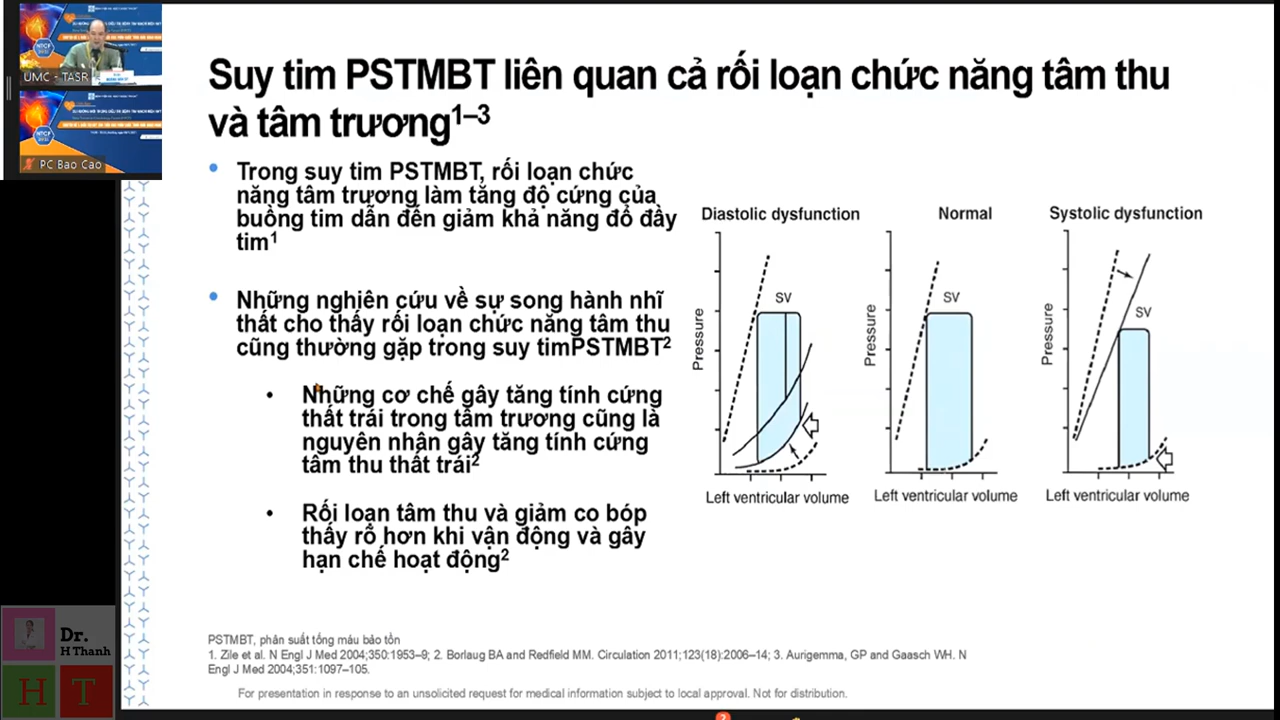 UMC - TASR
PC Bao Cao
Suy tim PSTMBT liên quan cả rối loạn chức năng tâm thu
và tâm trương1–3
Trong suy tim PSTMBT, rối loạn chức
năng tâm trương làm tăng độ cứng của
buồng tim dẫn đến giảm khả năng đổ đầy
tim1
Những nghiên cứu về sự song hành nhĩ
thất cho thấy rối loạn chức năng tâm thu
cũng thường gặp trong suy timPSTMBT2
Những cơ chế gây tăng tính cứng
thất trái trong tâm trương cũng là
nguyên nhân gây tăng tính cứng
tâm thu thất trái2
Rối loạn tâm thu và giảm co bóp
thấy rõ hơn khi vận động và gây
hạn chế hoạt động2
Diastolic dysfunction
Pressure
SV
Left ventricular volume
Normal
Pressure
SV
Left ventricular volume
Systolic dysfunction
Pressure
SV
Left ventricular volume
PSTMBT, phân suất tống máu bảo tồn
1. Zile et al. N Engl J Med 2004;350:1953–9; 2. Borlaug BA and Redfield MM. Circulation 2011;123(18):2006–14; 3. Aurigemma, GP and Gaasch WH. N
Engl J Med 2004;351:1097–105.
For presentation in response to an unsolicited request for medical information subject to local approval. Not for distribution.
Dr.
H Thanh
H T